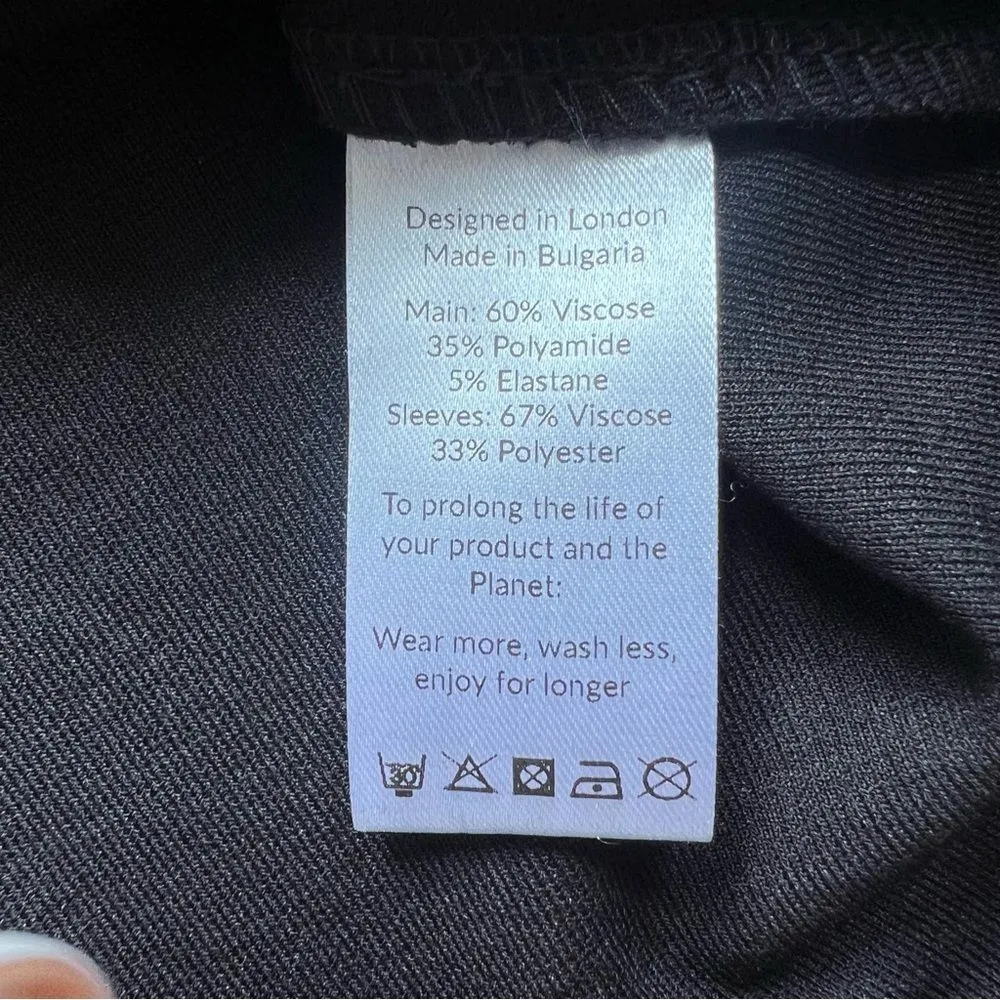 Designed in London
Made in Bulgaria
Main: 60% Viscose
35% Polyamide
5% Elastane
Sleeves: 67% Viscose
33% Polyester
To prolong the life of
your product and the
Planet:
Wear more, wash less,
enjoy for longer
30